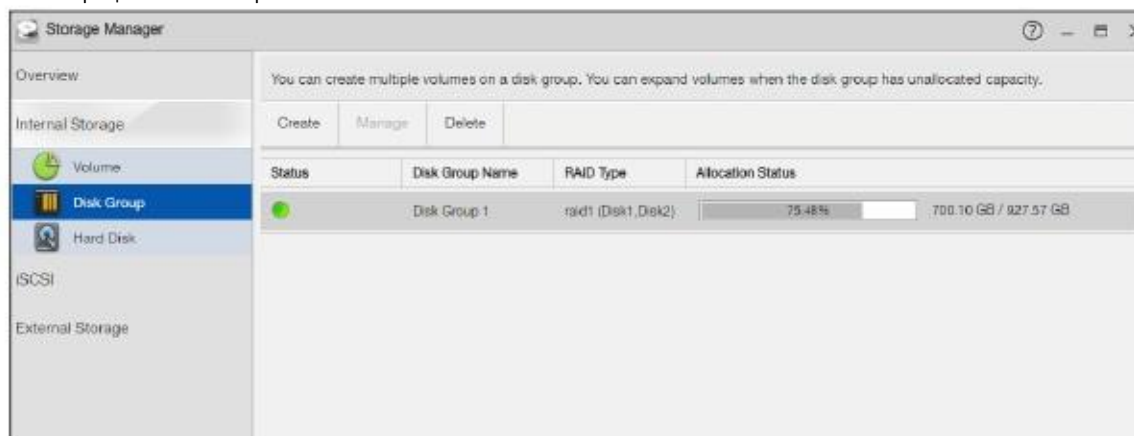 Storage Manager
Overview
You can create multiple volumes on a disk group. You can expand volumes when the disk group has unallocated capacity.
Internal Storage
Create Manage Delete
Volume
Status Disk Group Name RAID Type Allocation Status
Disk Group
Disk Group 1 raid1 (Disk1,Disk2) 75.48% 700.10 GB / 927.57 GB
Hard Disk
iSCSI
External Storage